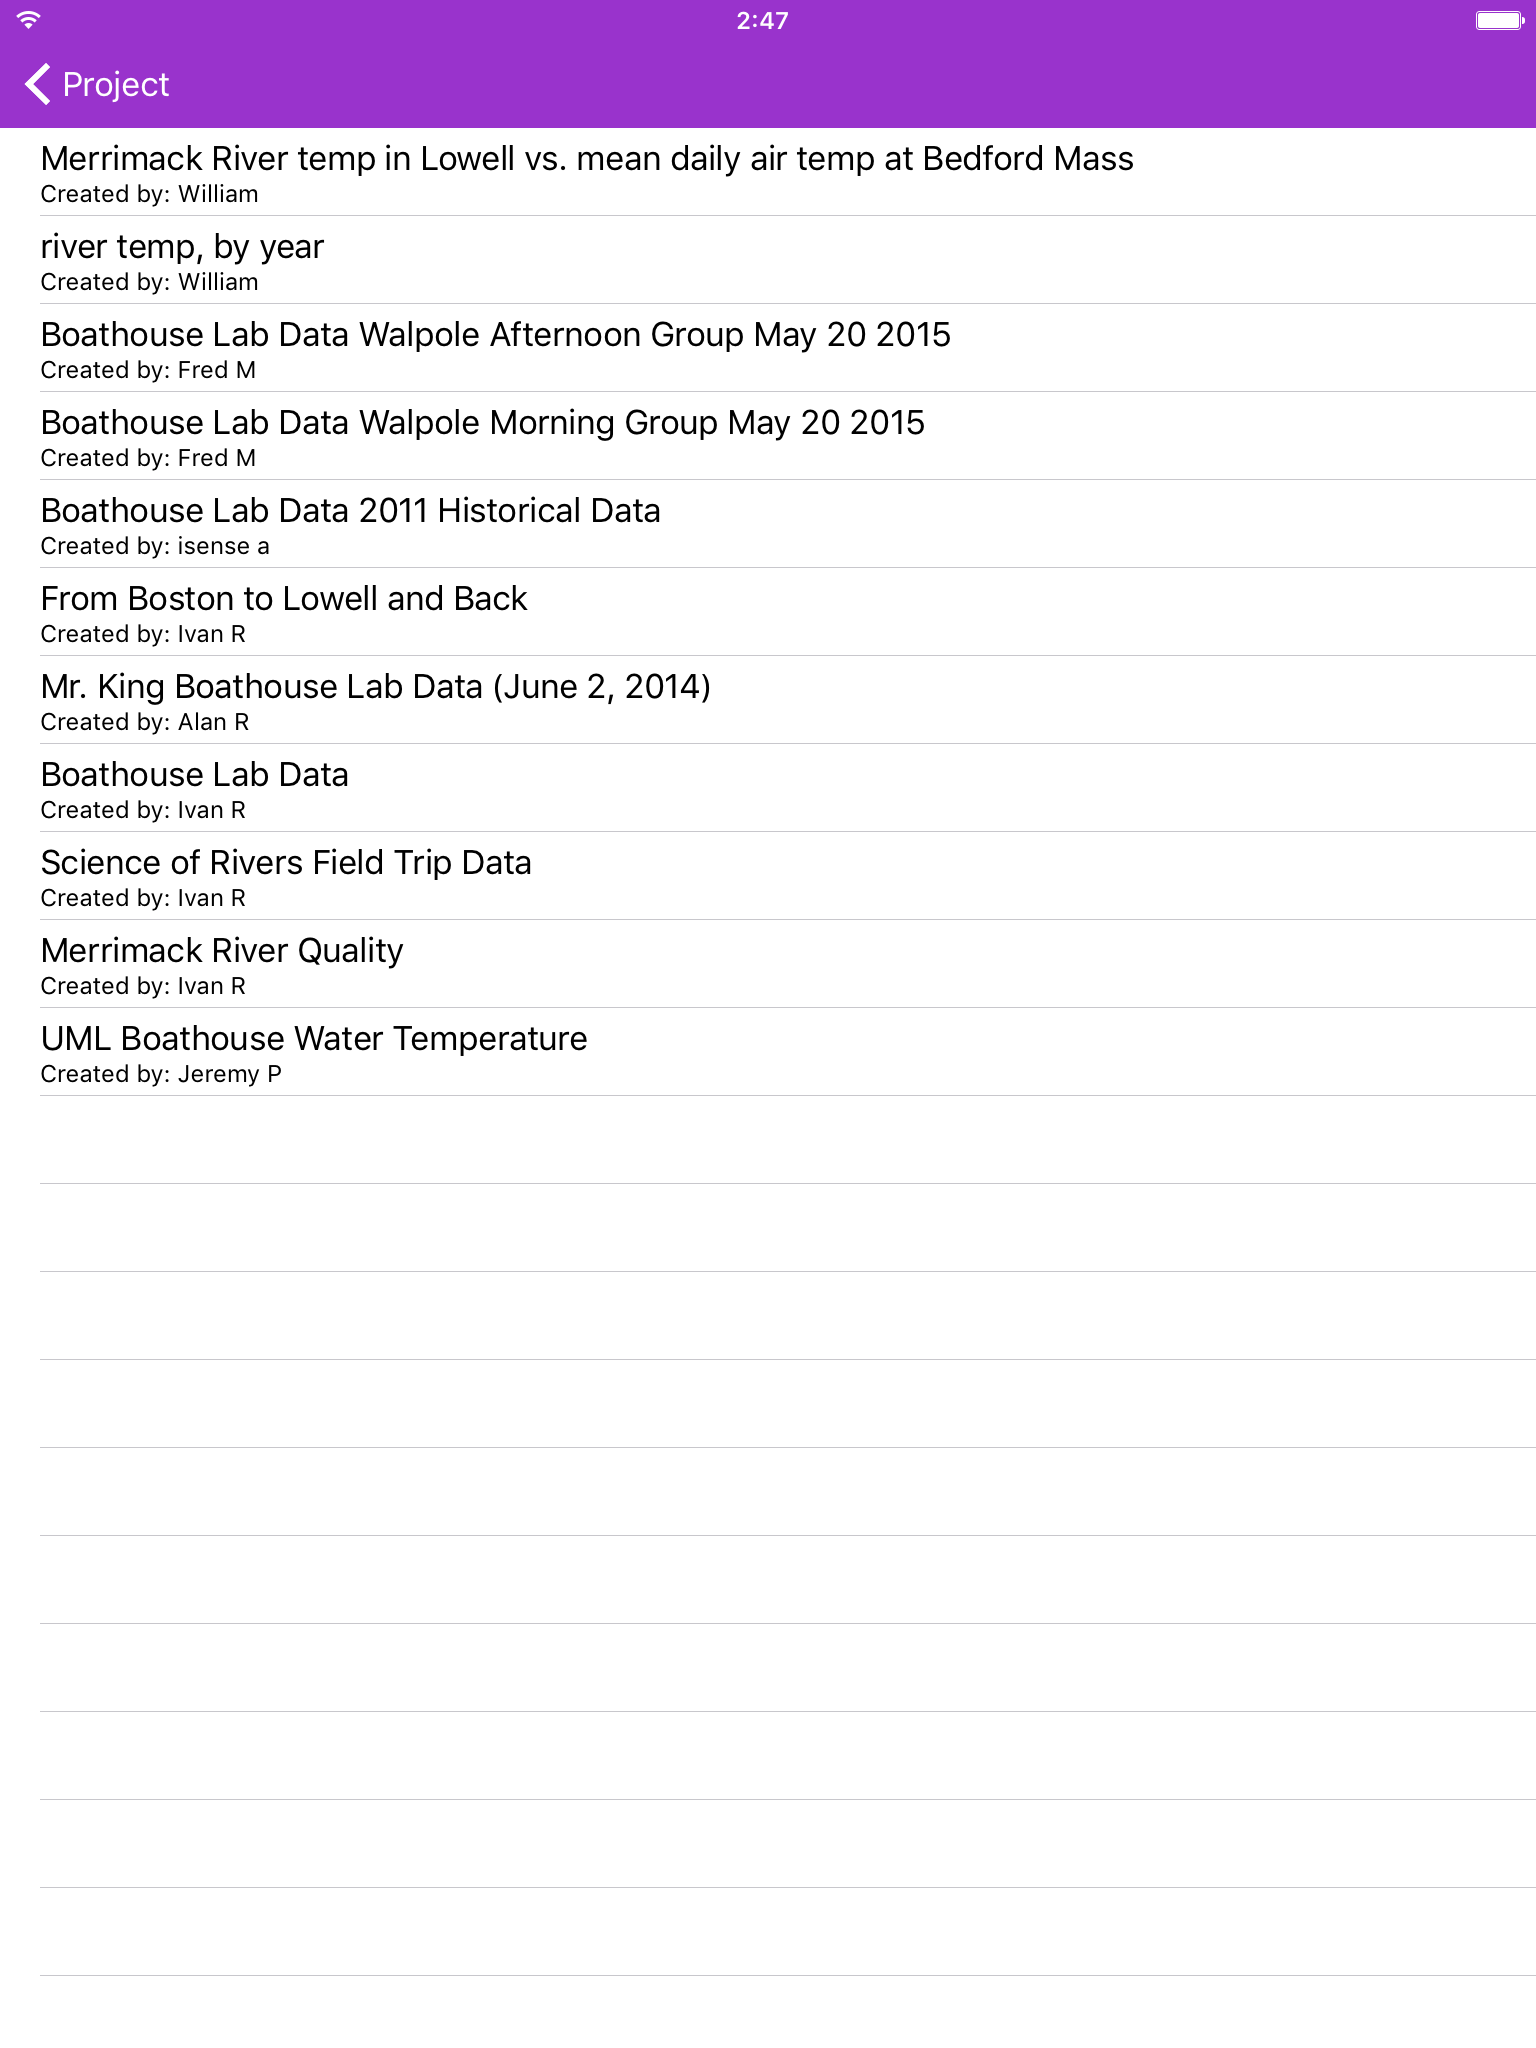 2:47
Project
Merrimack River temp in Lowell vs. mean daily air temp at Bedford Mass
Created by: William
river temp, by year
Created by: William
Boathouse Lab Data Walpole Afternoon Group May 20 2015
Created by: Fred M
Boathouse Lab Data Walpole Morning Group May 20 2015
Created by: Fred M
Boathouse Lab Data 2011 Historical Data
Created by: isense a
From Boston to Lowell and Back
Created by: Ivan R
Mr. King Boathouse Lab Data (June 2, 2014)
Created by: Alan R
Boathouse Lab Data
Created by: Ivan R
Science of Rivers Field Trip Data
Created by: Ivan R
Merrimack River Quality
Created by: Ivan R
UML Boathouse Water Temperature
Created by: Jeremy P